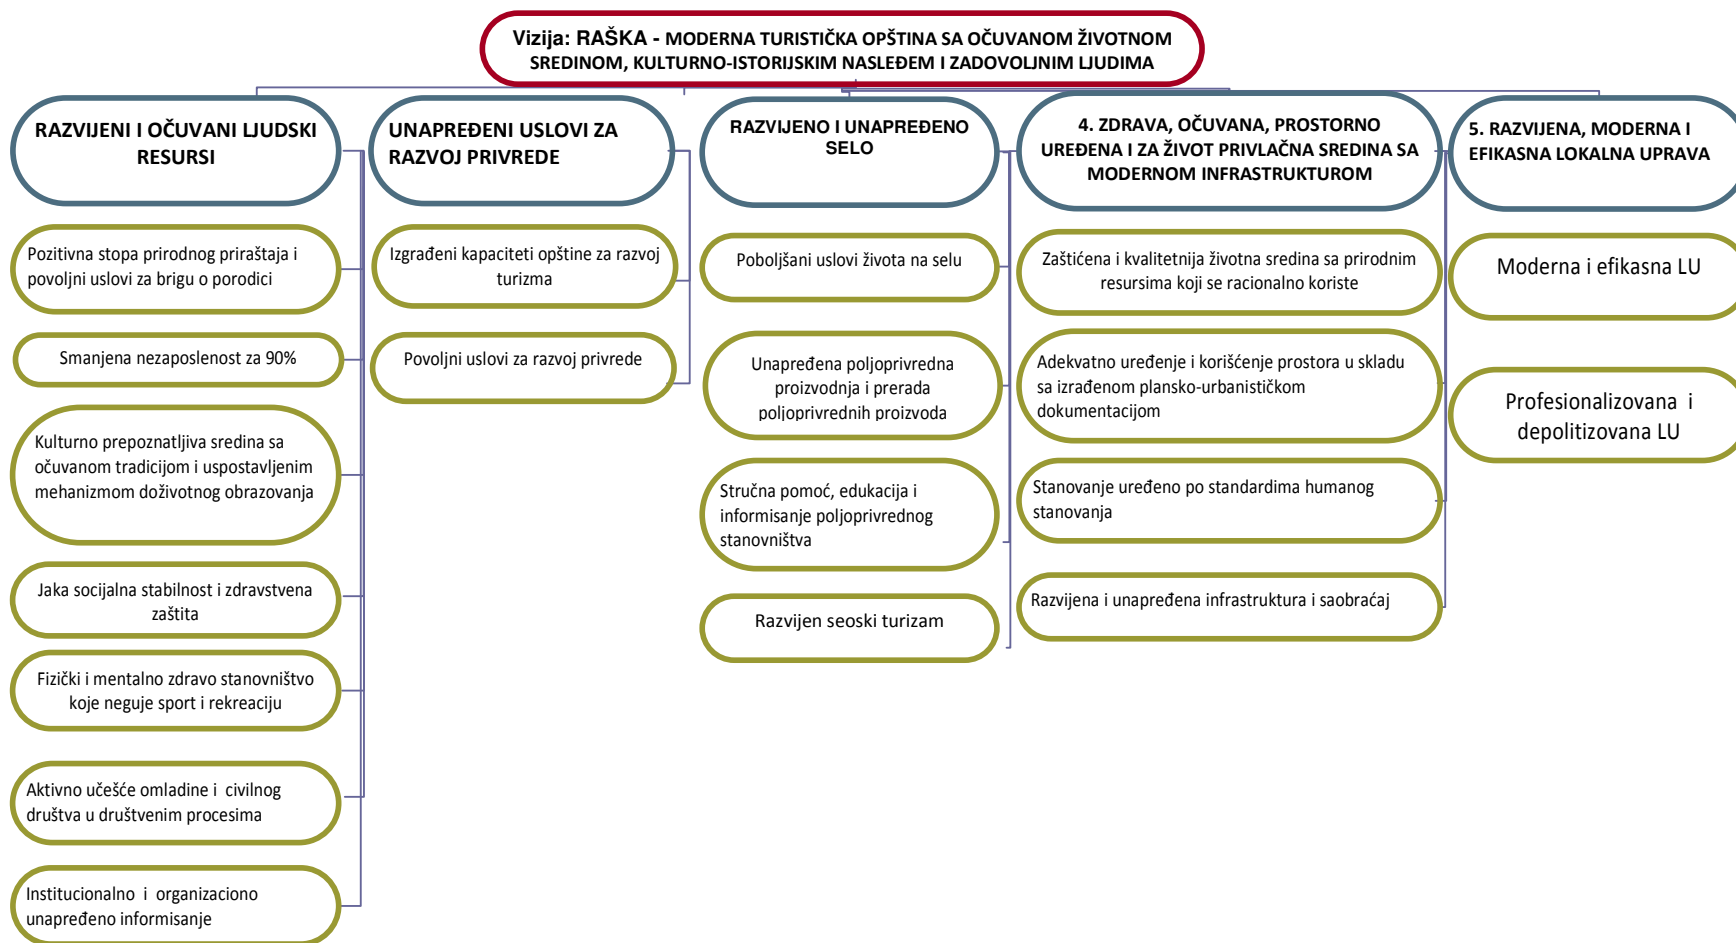 Vizija: RAŠKA - MODERNA TURISTIČKA OPŠTINA SA OČUVANOM ŽIVOTNOM
SREDINOM, KULTURNO-ISTORIJSKIM NASLEĐEM I ZADOVOLJNIM LJUDIMA
RAZVIJENI I OČUVANI LJUDSKI
RESURSI
Pozitivna stopa prirodnog priraštaja i
povoljni uslovi za brigu o porodici
Smanjena nezaposlenost za 90%
Kulturno prepoznatljiva sredina sa
očuvanom tradicijom i uspostavljenim
mehanizmom doživotnog obrazovanja
Jaka socijalna stabilnost i zdravstvena
zaštita
Fizički i mentalno zdravo stanovništvo
koje neguje sport i rekreaciju
Aktivno učešće omladine i civilnog
društva u društvenim procesima
Institucionalno i organizaciono
unapređeno informisanje
UNAPREĐENI USLOVI ZA
RAZVOJ PRIVREDE
Izgrađeni kapaciteti opštine za razvoj
turizma
Povoljni uslovi za razvoj privrede
RAZVIJENO I UNAPREĐENO
SELO
Poboljšani uslovi života na selu
Unapređena poljoprivredna
proizvodnja i prerada
poljoprivrednih proizvoda
Stručna pomoć, edukacija i
informisanje poljoprivrednog
stanovništva
Razvijen seoski turizam
4. ZDRAVA, OČUVANA, PROSTORNO
UREĐENA I ZA ŽIVOT PRIVLAČNA SREDINA SA
MODERNOM INFRASTRUKTUROM
Zaštićena i kvalitetnija životna sredina sa prirodnim
resursima koji se racionalno koriste
Adekvatno uređenje i korišćenje prostora u skladu
sa izrađenom plansko-urbanističkom
dokumentacijom
Stanovanje uređeno po standardima humanog
stanovanja
Razvijena i unapređena infrastruktura i saobraćaj
5. RAZVIJENA, MODERNA I
EFIKASNA LOKALNA UPRAVA
Moderna i efikasna LU
Profesionalizovana i
depolitizovana LU